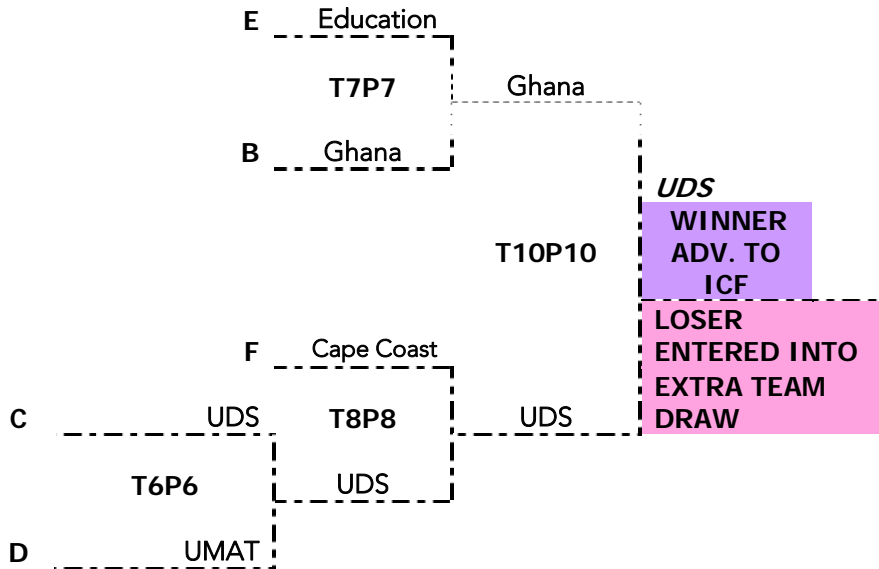 E Education
T7P7
Ghana
B Ghana
UDS
WINNER
ADV. TO
ICF
T10P10
LOSER
ENTERED INTO
EXTRA TEAM
DRAW
F Cape Coast
C UDS
T8P8
UDS
T6P6
UDS
D UMAT